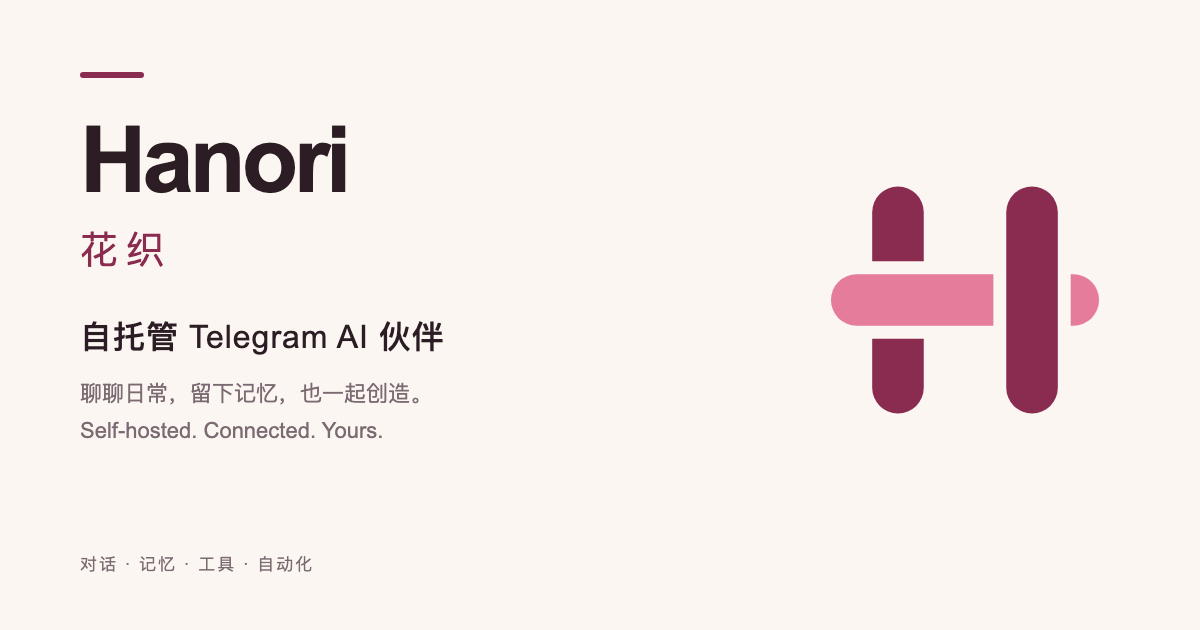 Hanori
花织
自托管 Telegram AI 伙伴
聊聊日常，留下记忆，也一起创造。
Self-hosted. Connected. Yours.
对话 · 记忆 · 工具 · 自动化